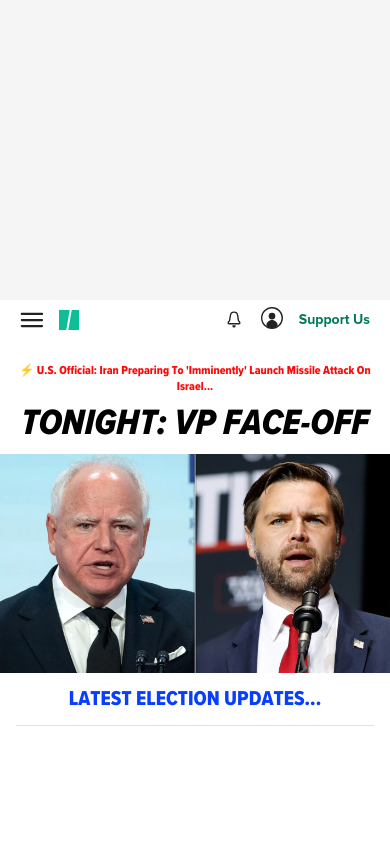 Support Us
⚡ U.S. Official: Iran Preparing To 'Imminently' Launch Missile Attack On
Israel...
TONIGHT: VP FACE-OFF
LATEST ELECTION UPDATES...